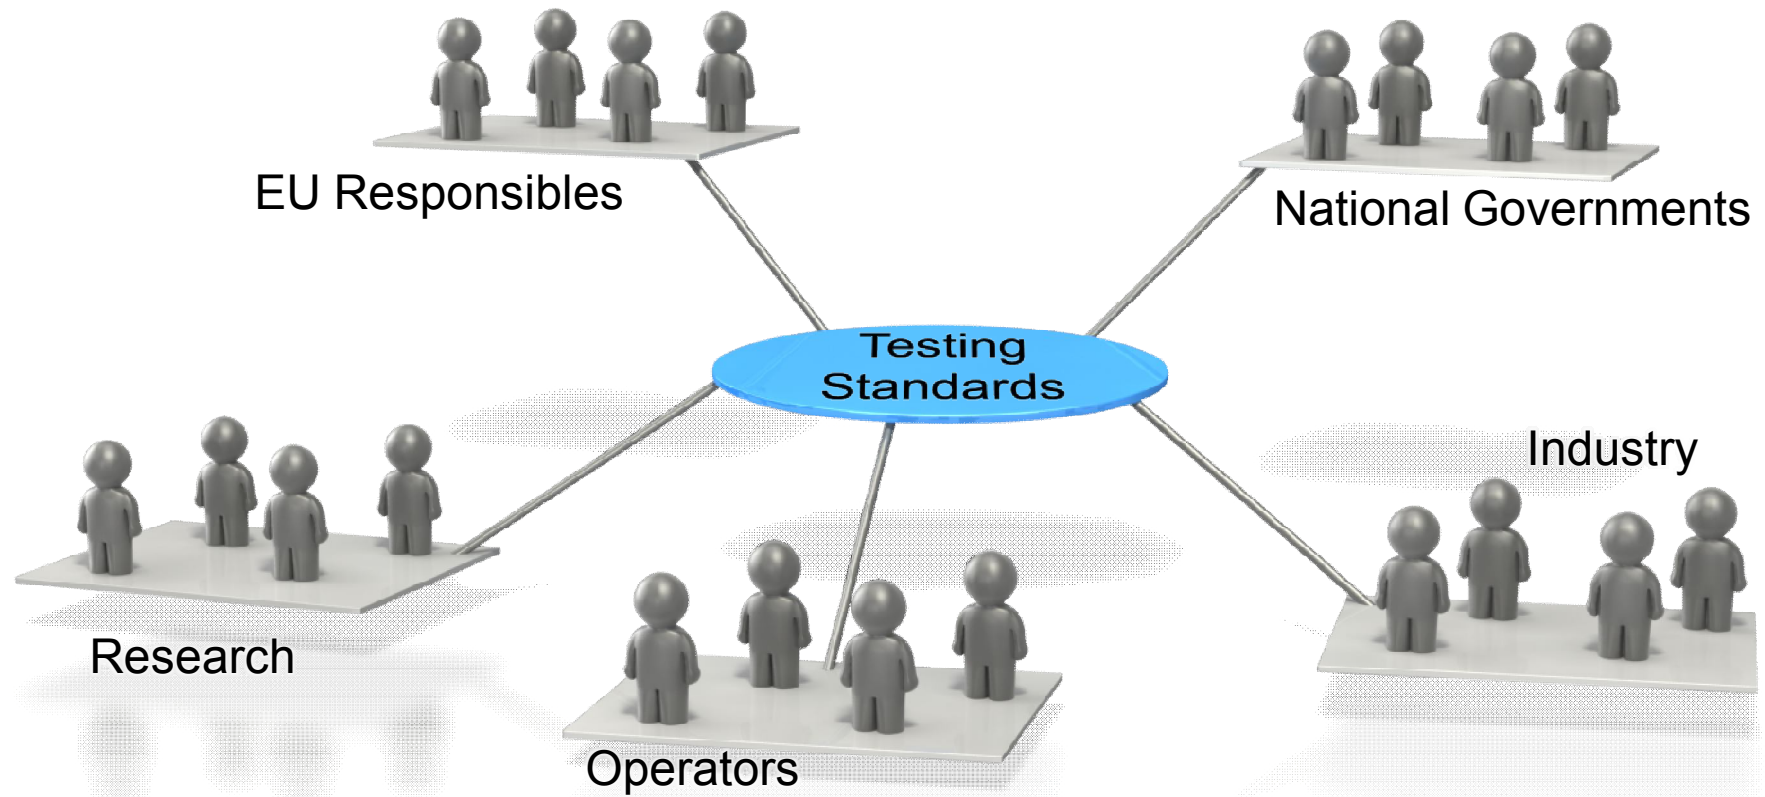 EU Responsibles
National Governments
Testing
Standards
Industry
Research
Operators